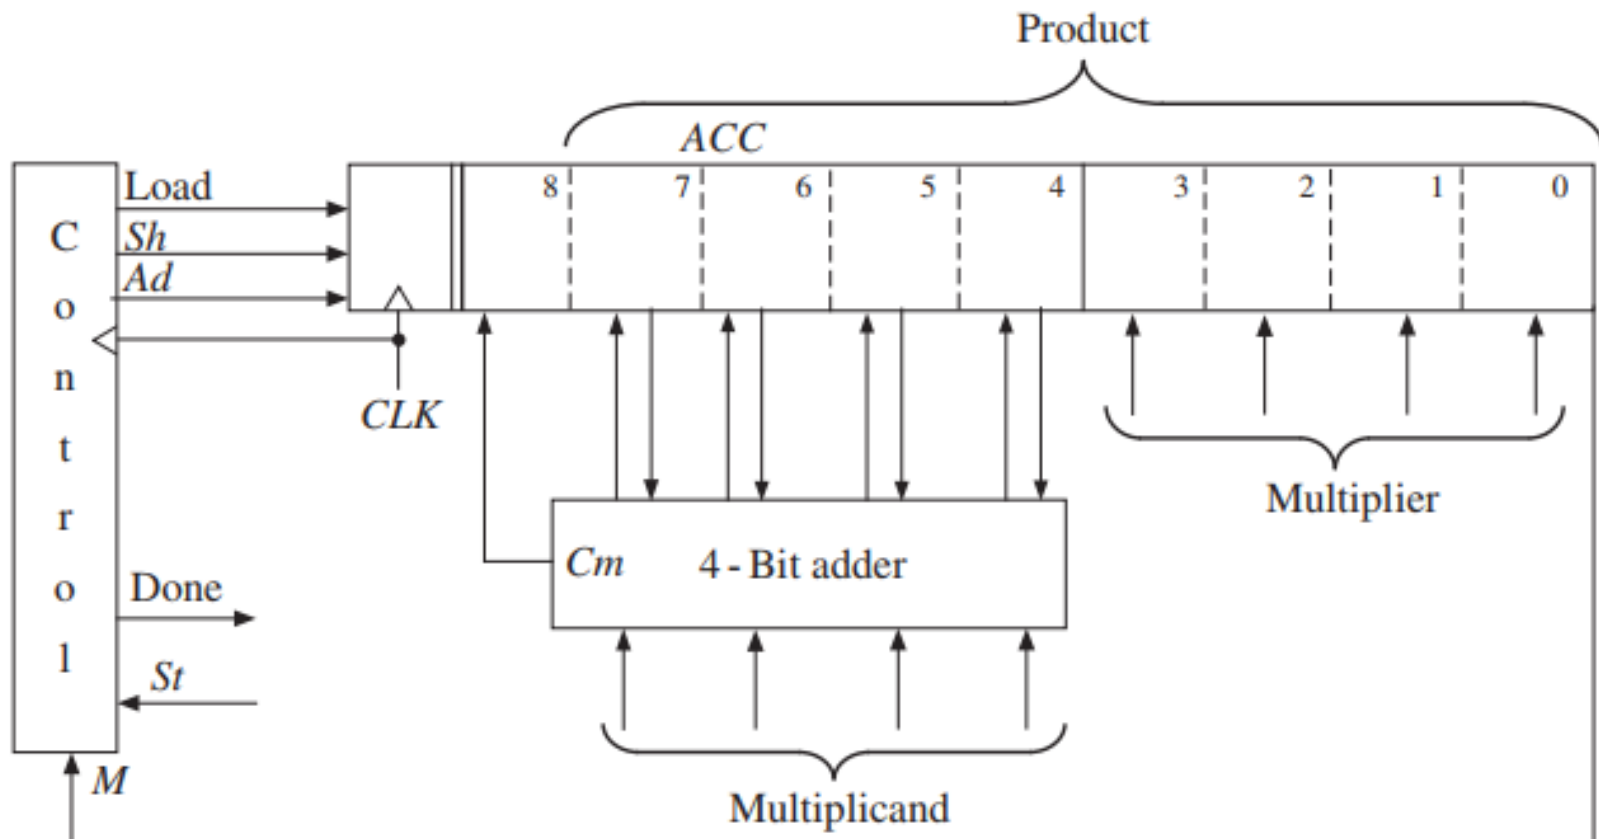 Product
ACC
Load
Sh
Ad
8 7 6 5 4 3 2 1 0
Control
CLK
Cm 4 - Bit adder
Multiplier
Done
St
M
Multiplicand